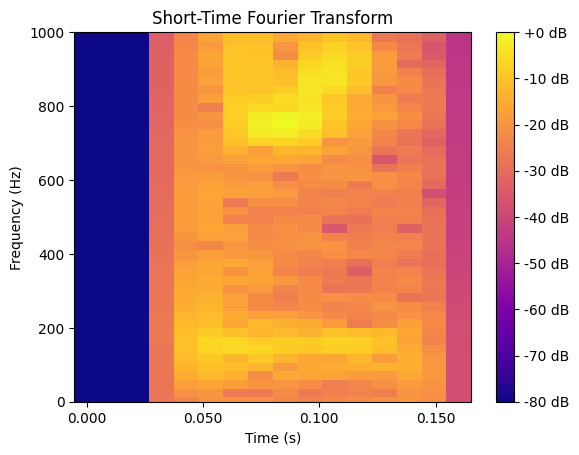 Short-Time Fourier Transform
1000
800
600
400
200
0
Frequency (Hz)
0.000
0.050
0.100
0.150
Time (s)
+0 dB
-10 dB
-20 dB
-30 dB
-40 dB
-50 dB
-60 dB
-70 dB
-80 dB